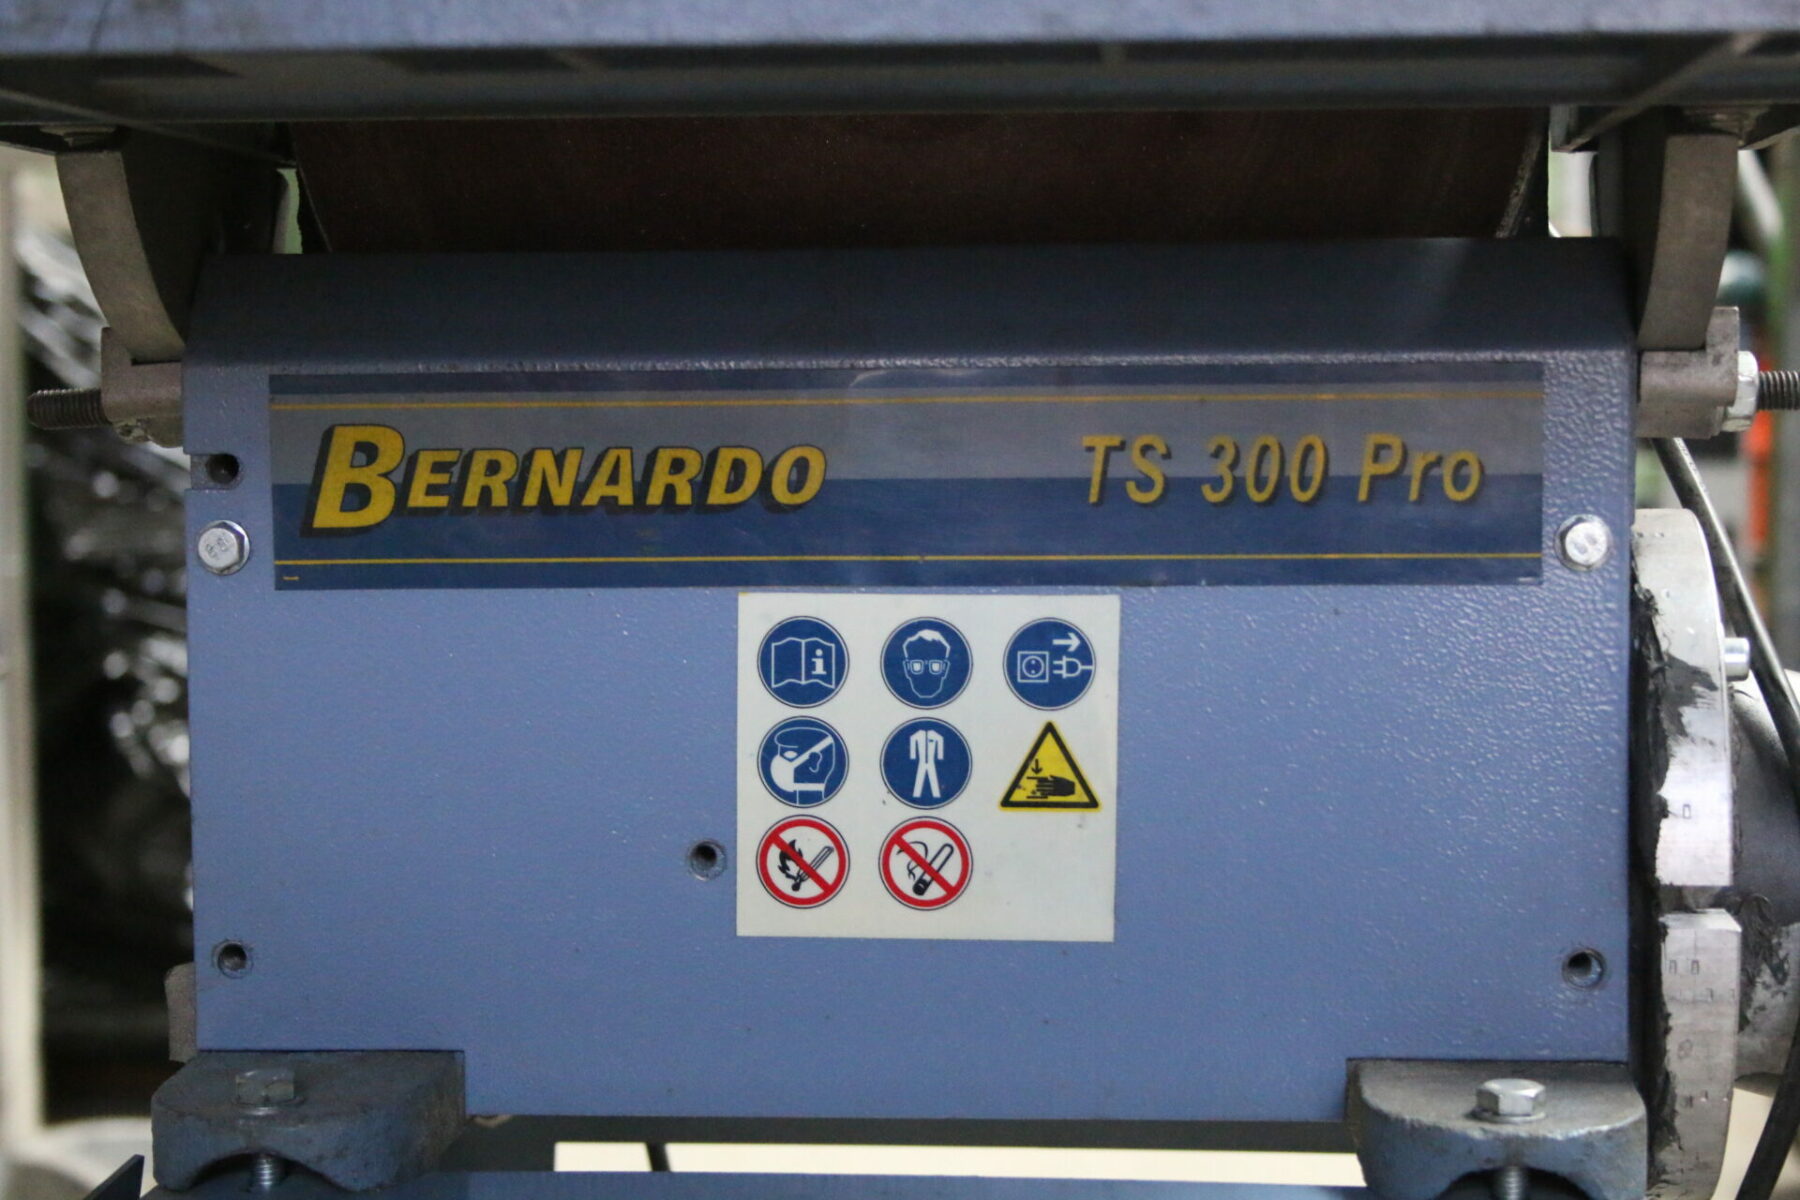 BERNARDO TS 300 Pro
i